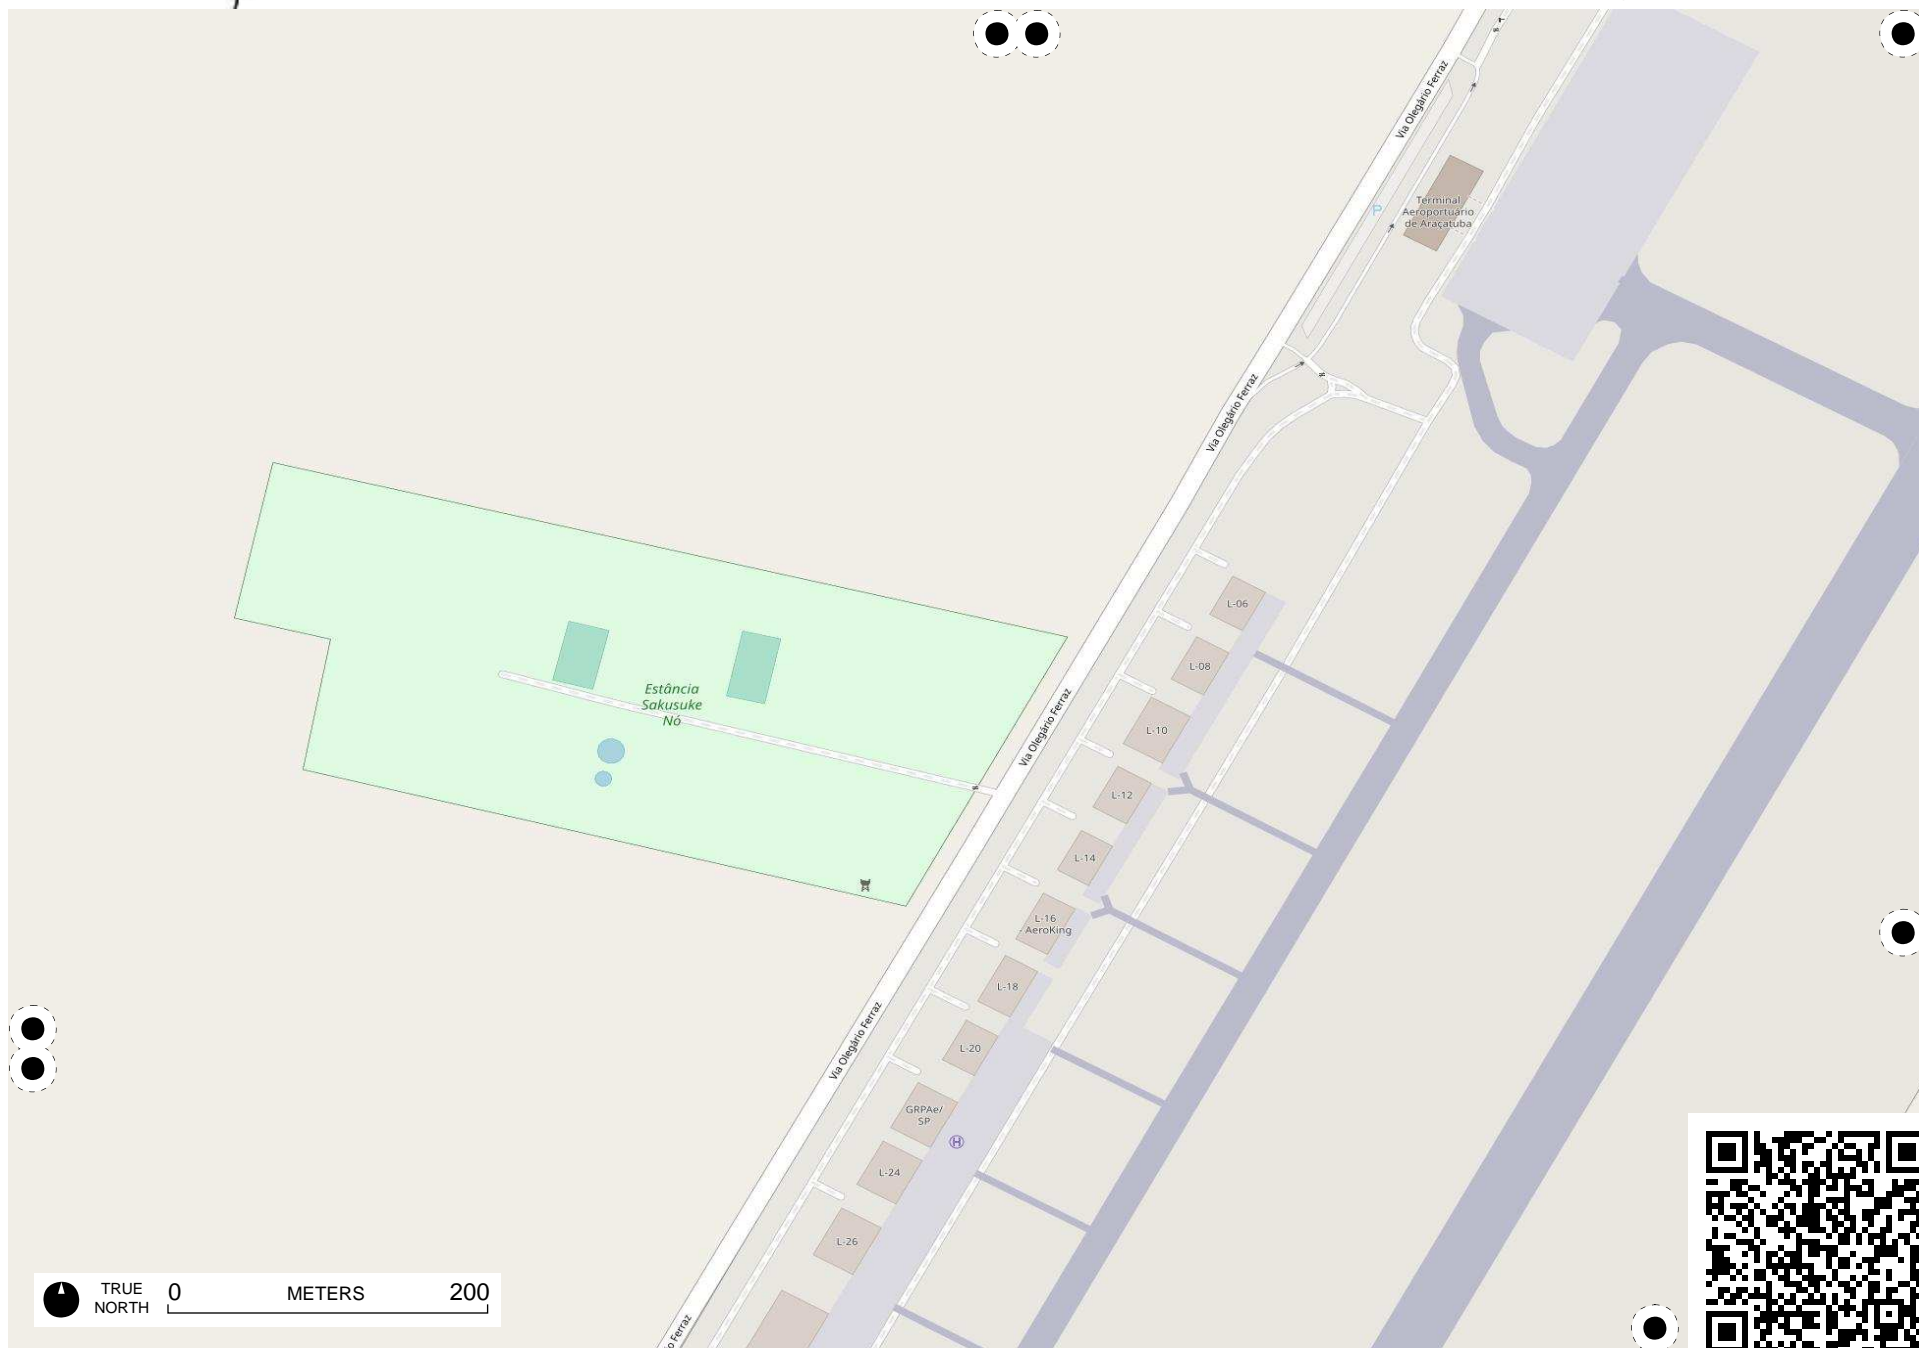 Via Olegário Ferraz
Terminal
Aeroportuário
de Araçatuba
P
Via Olegário Ferraz
L-06
L-08
Estância
Sakusuke
Nó
Via Olegário Ferraz
L-10
L-12
L-14
L-16
- AeroKing
L-18
Via Olegário Ferraz
L-20
GRPAe/
SP
H
L-24
L-26
TRUE
NORTH
0 METERS 200
o Ferraz